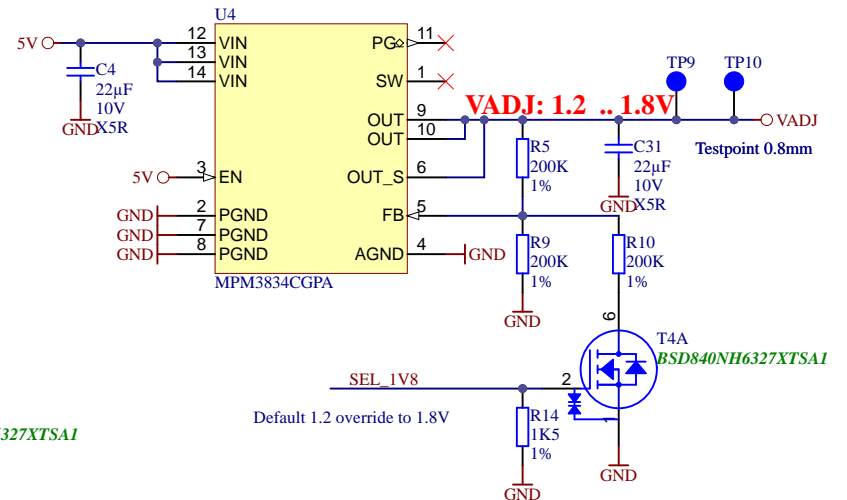 U4
5V
12
VIN
13
VIN
14
VIN
C4
22µF
10V
X5R
GND
PG
11
SW
1
OUT
9
OUT
10
OUT_S
6
FB
5
AGND
4
GND
5V
3
EN
GND
2
PGND
GND
7
PGND
GND
8
PGND
MPM3834CGPA
VADJ: 1.2 .. 1.8V
TP9
TP10
VADJ
Testpoint 0.8mm
R5
200K
1%
C31
22µF
10V
X5R
GND
R9
200K
1%
GND
R10
200K
1%
6
T4A
BSD840NH6327XTSA1
SEL_1V8
2
1
Default 1.2 override to 1.8V
R14
1K5
1%
GND
GND
327XTSA1